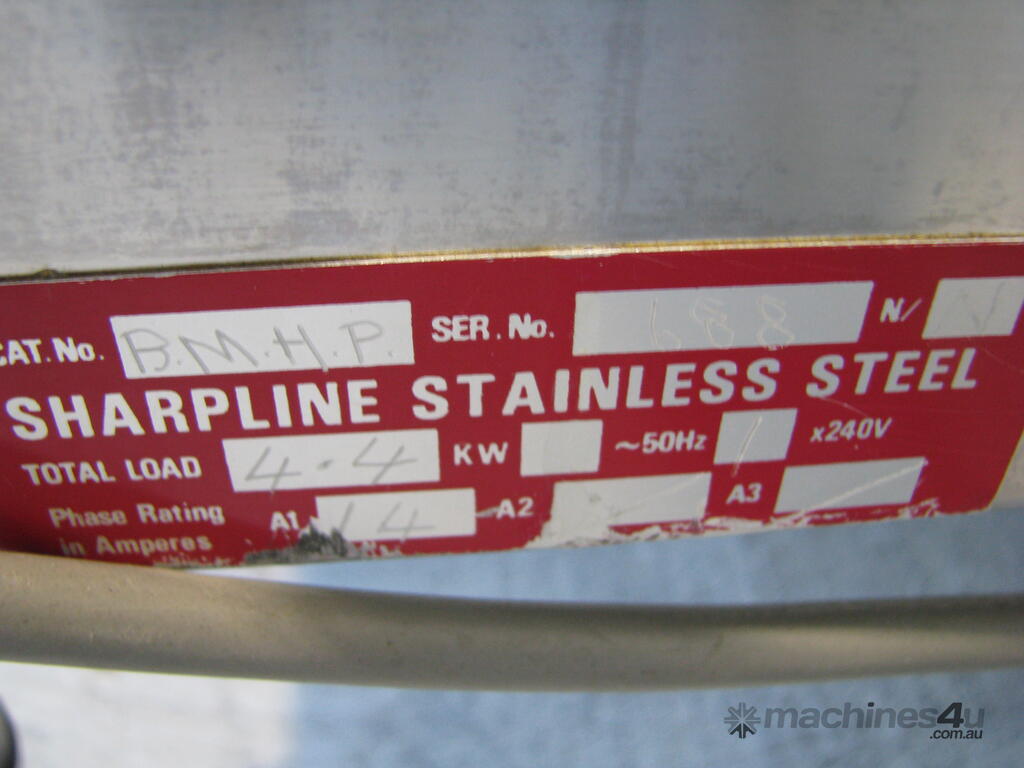 CAT.No. B.M.H.P. SER.No. 688 N/ V
SHARPLINE STAINLESS STEEL
TOTAL LOAD 4.4 KW ~50Hz 1 x240V
Phase Rating A1 14 A2 A3
in Amperes
machines4u
.com.au